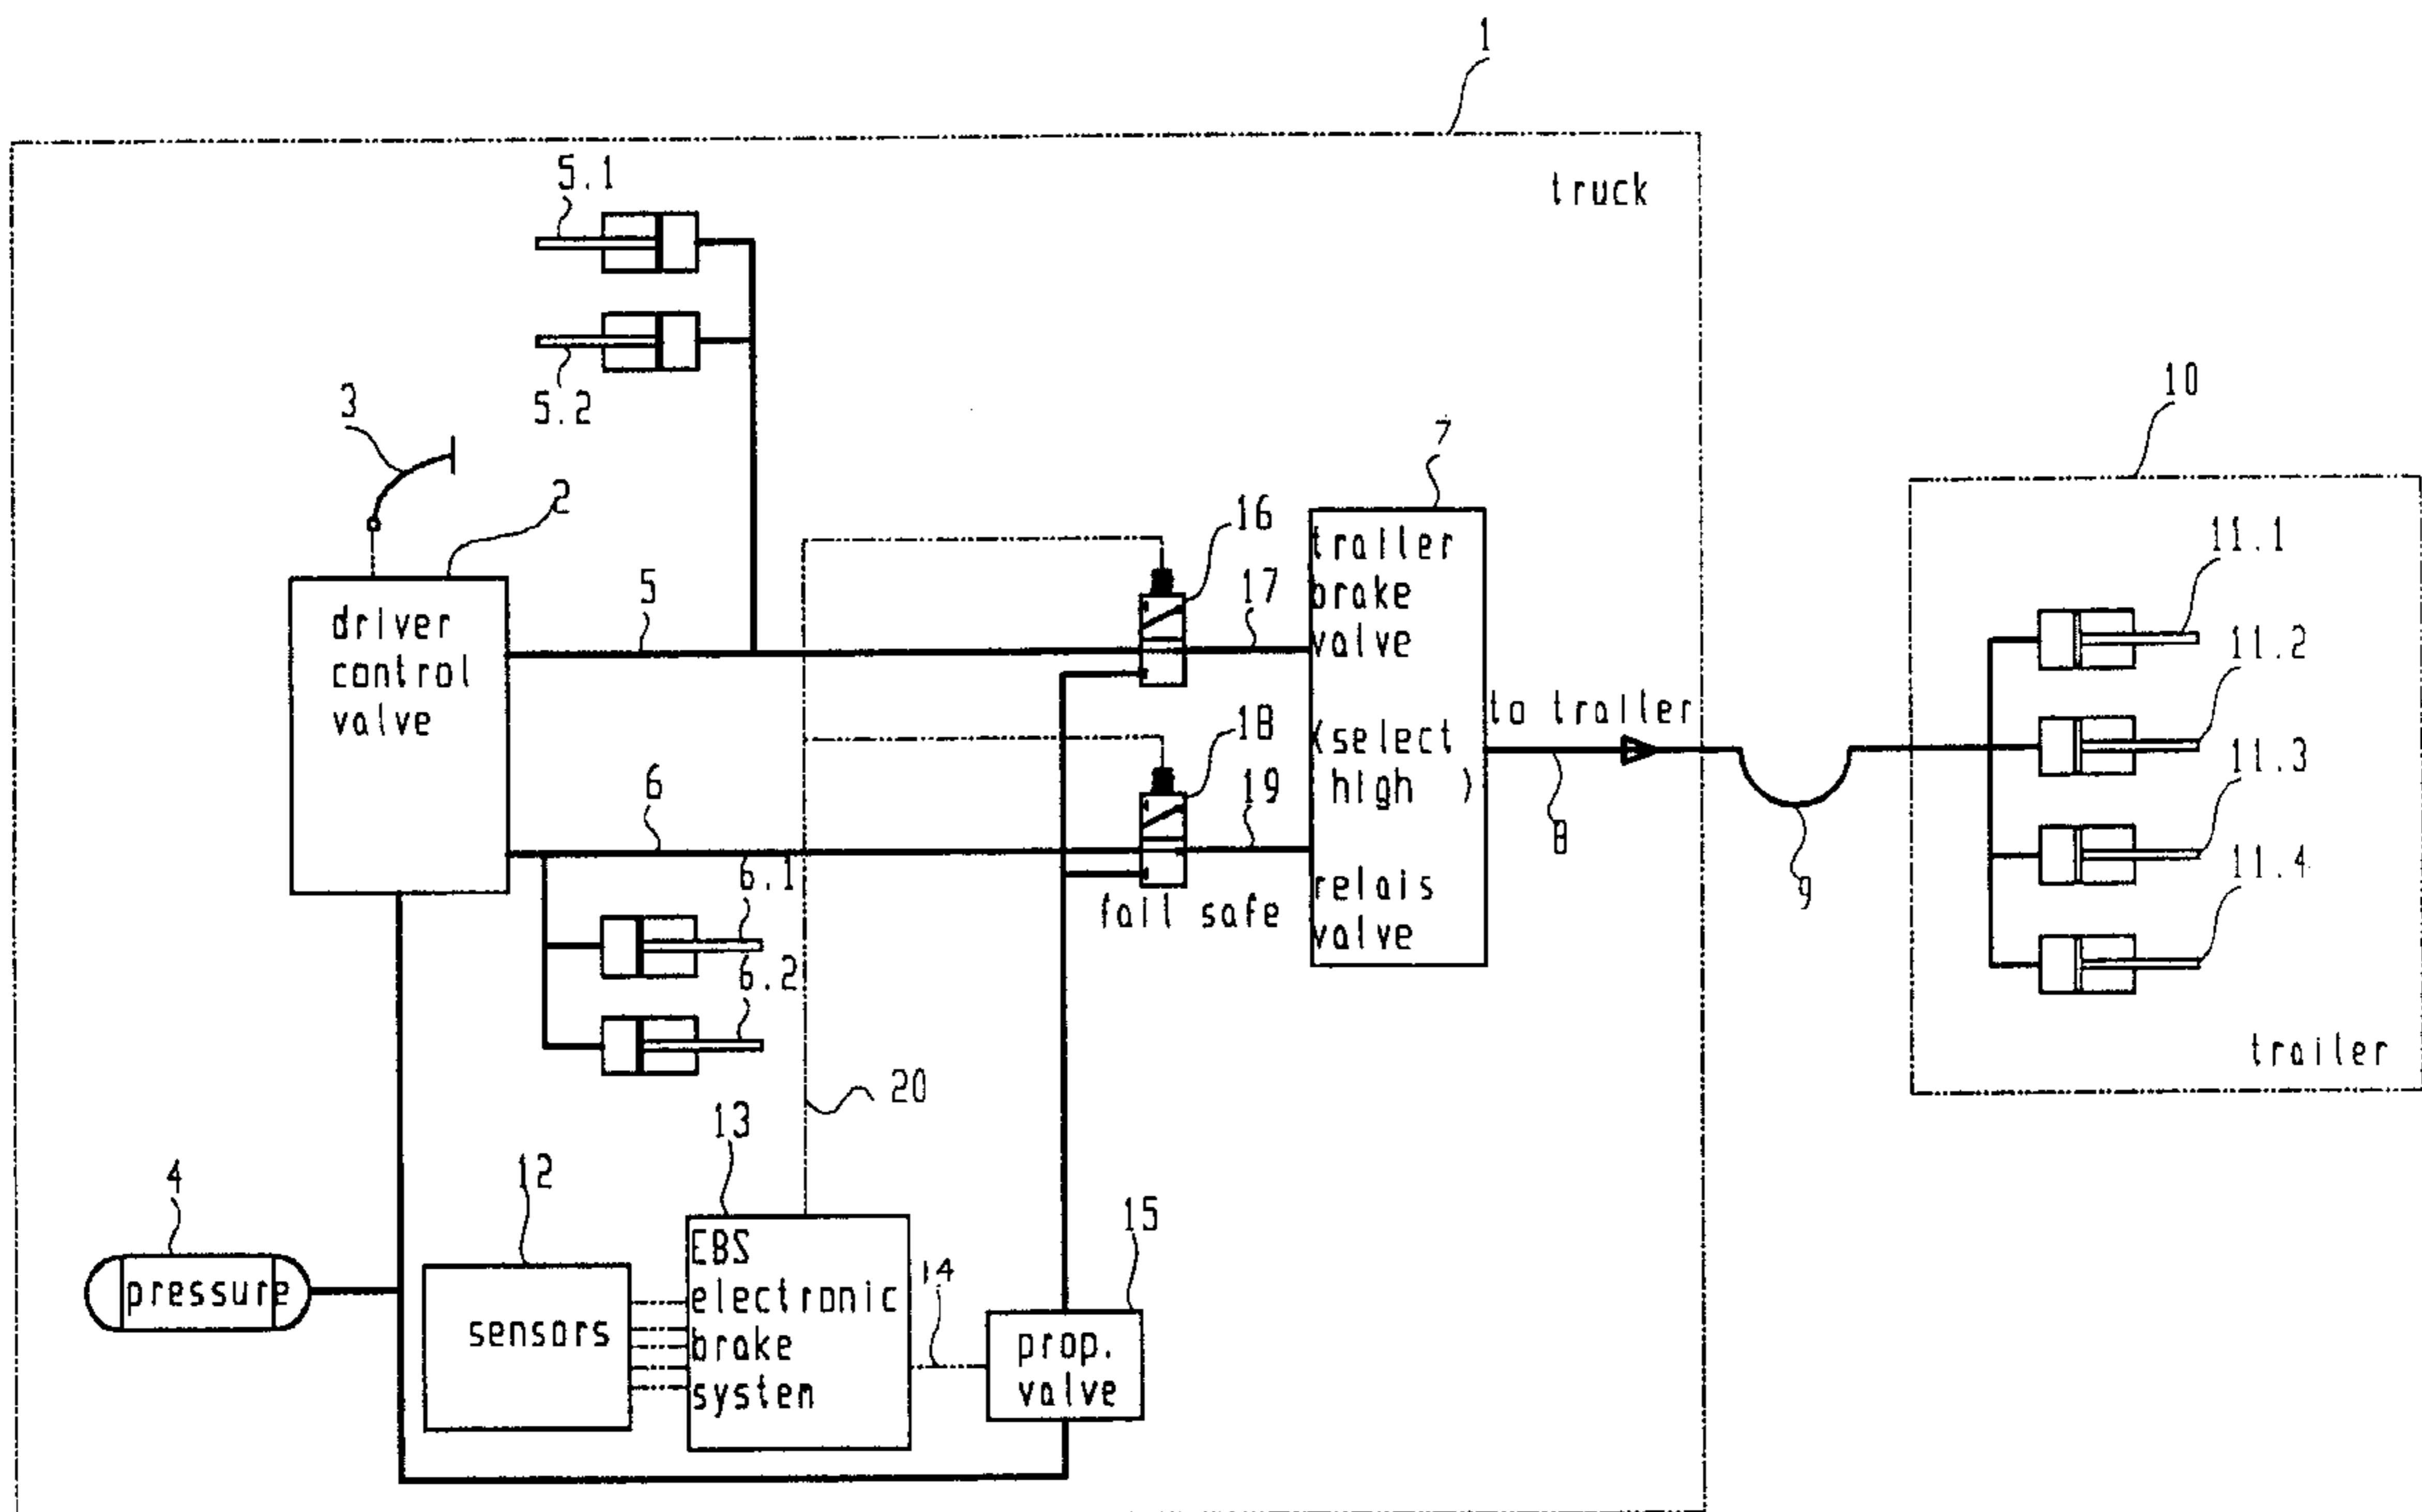 1
truck
5.1
5.2
3
2
driver
control
valve
5
16
17
7
trailer
brake
valve
(select
high )
relais
valve
18
19
fail safe
to trailer
8
9
10
11.1
11.2
11.3
11.4
trailer
6
6.1
6.2
20
4
pressure
12
sensors
13
EBS
electronic
brake
system
14
15
prop.
valve